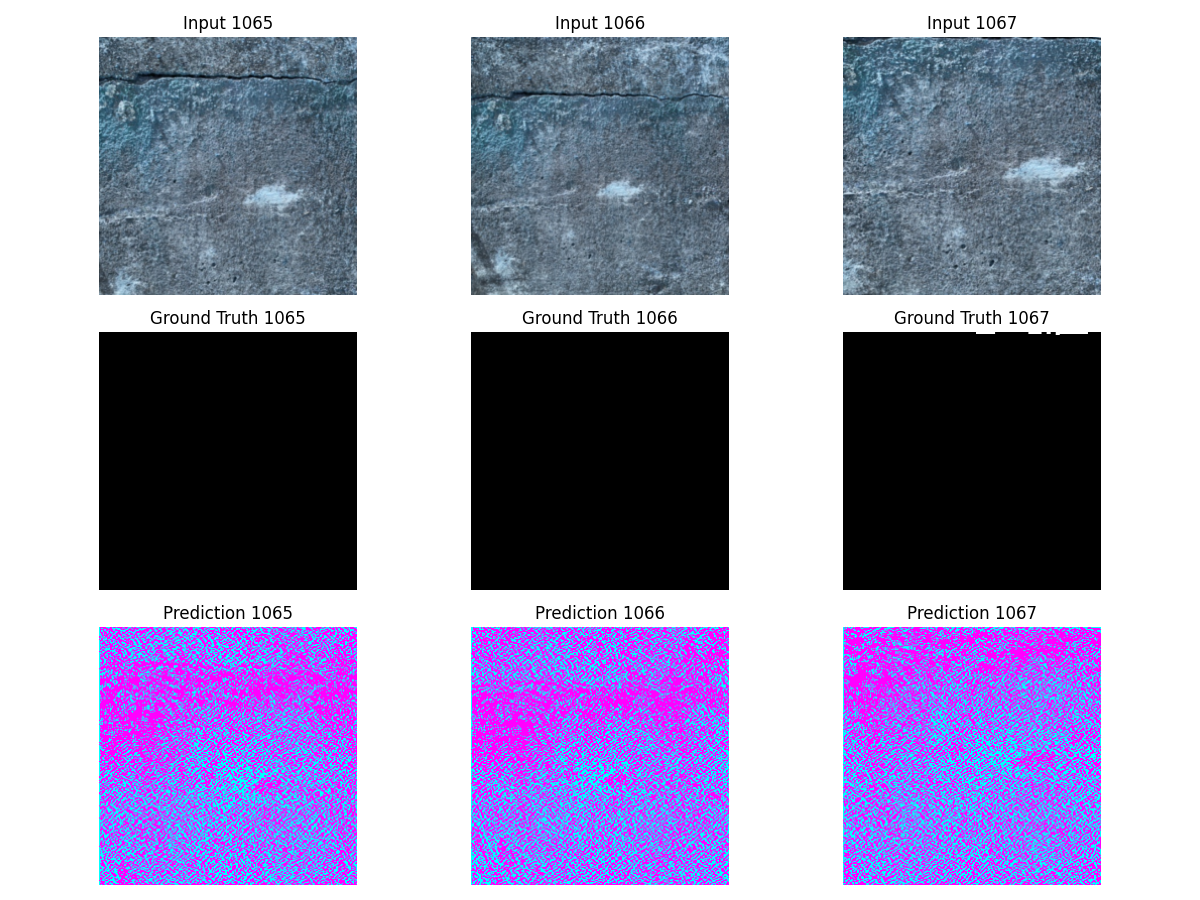 Input 1065
Input 1066
Input 1067
Ground Truth 1065
Ground Truth 1066
Ground Truth 1067
Prediction 1065
Prediction 1066
Prediction 1067